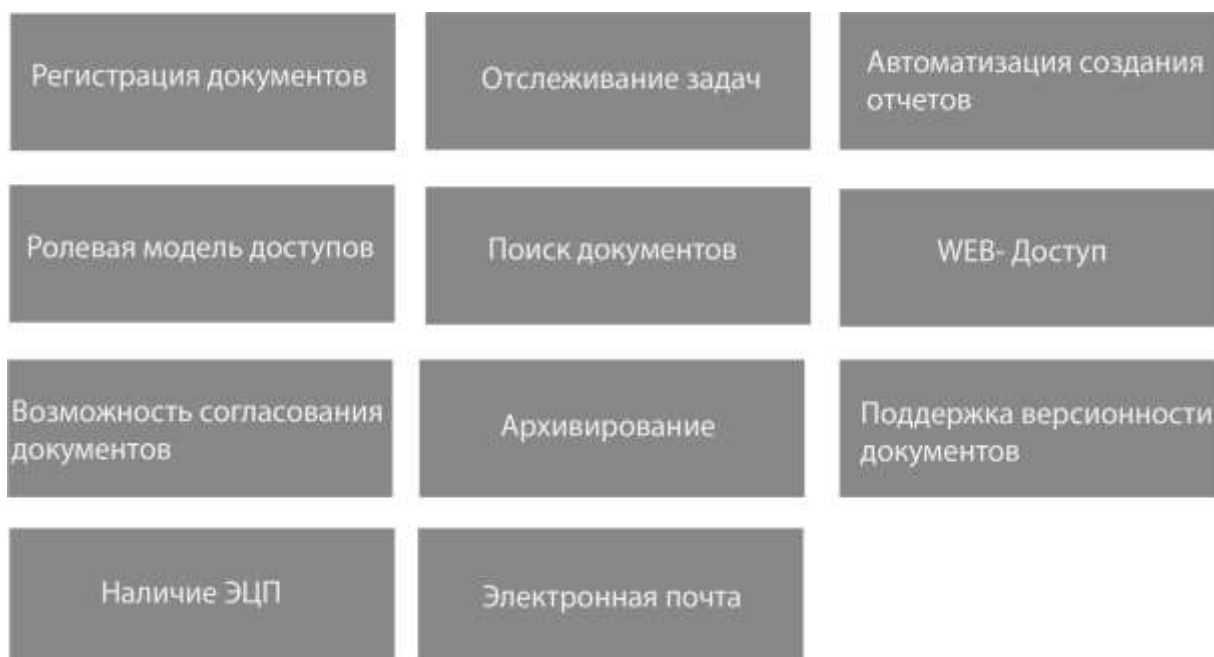 Регистрация документов
Отслеживание задач
Автоматизация создания
отчетов
Ролевая модель доступов
Поиск документов
WEB- Доступ
Возможность согласования
документов
Архивирование
Поддержка версионности
документов
Наличие ЭЦП
Электронная почта